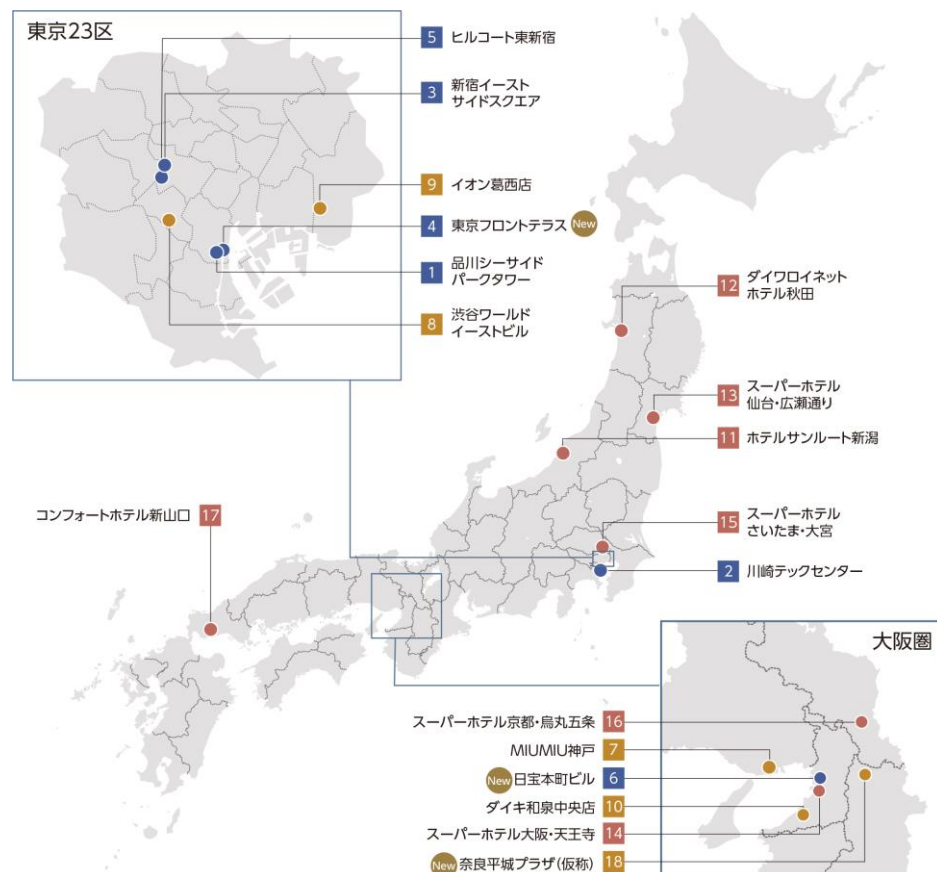 東京23区
5 ヒルコート東新宿
3 新宿イースト
サイドスクエア
9 イオン葛西店
4 東京フロントテラス New
1 品川シーサイド
パークタワー
8 渋谷ワールド
イーストビル
12 ダイワロイネット
ホテル秋田
13 スーパーホテル
仙台・広瀬通り
11 ホテルサンルート新潟
コンフォートホテル新山口 17
15 スーパーホテル
さいたま・大宮
2 川崎テックセンター
大阪圏
スーパーホテル京都・烏丸五条 16
MIUMIU神戸 7
New 日宝本町ビル 6
ダイキ和泉中央店 10
スーパーホテル大阪・天王寺 14
New 奈良平城プラザ(仮称) 18